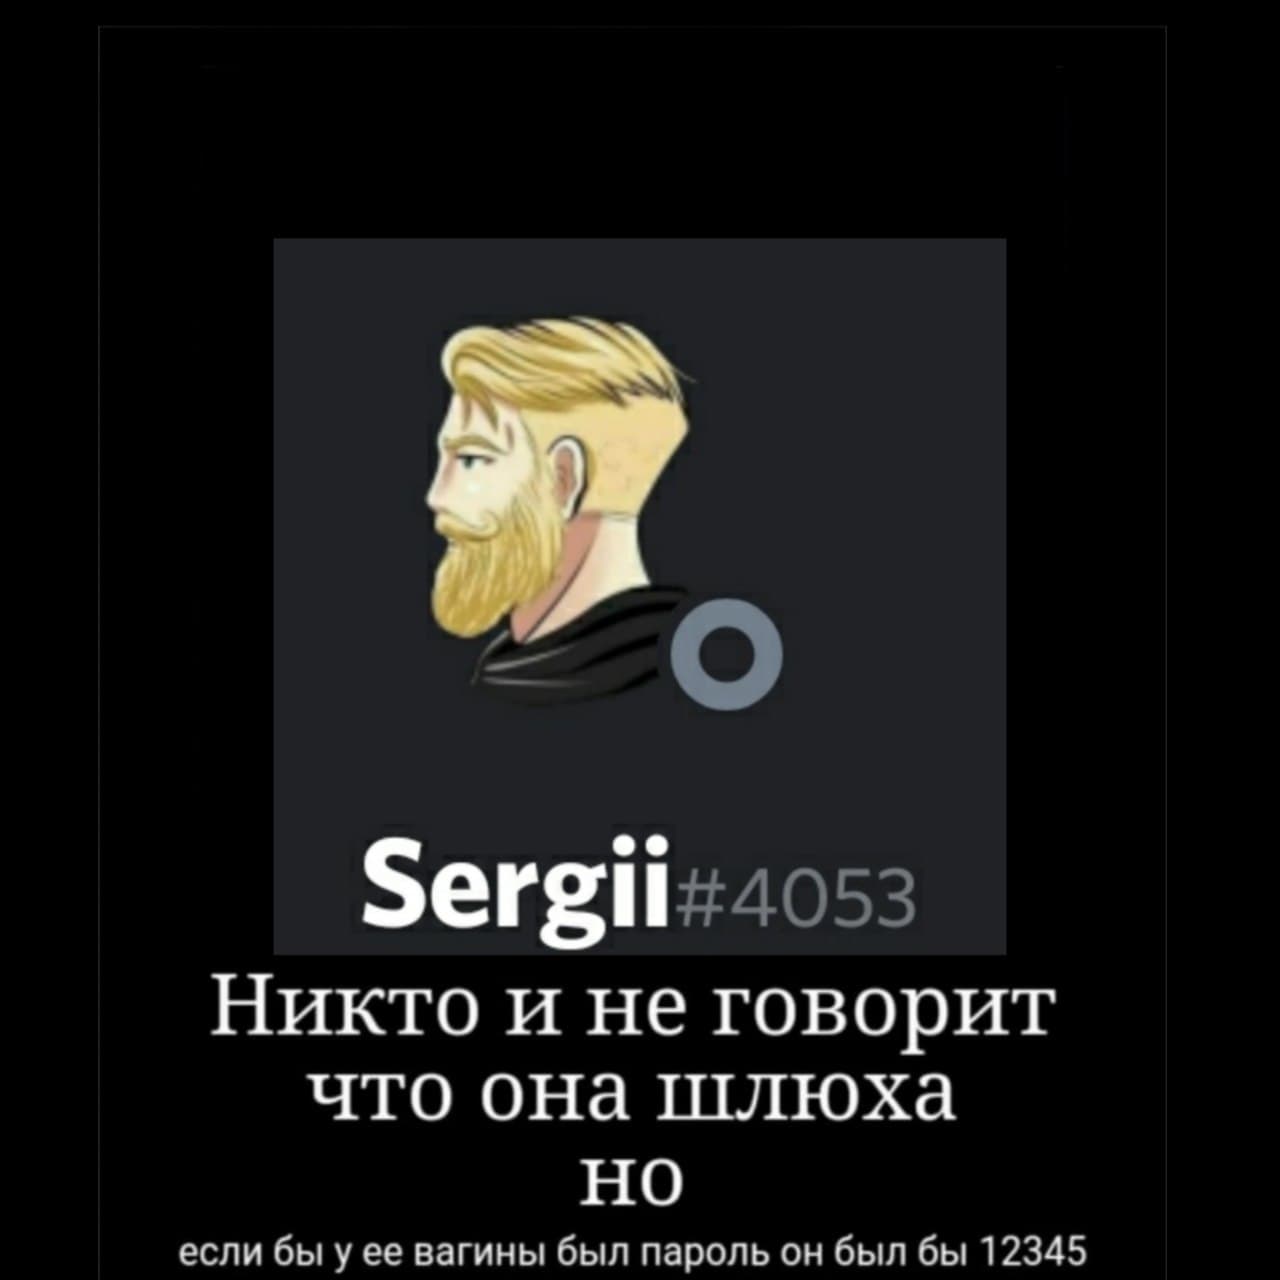 Sergii#4053
Никто и не говорит
что она шлюха
но
если бы у ее вагины был пароль он был бы 12345